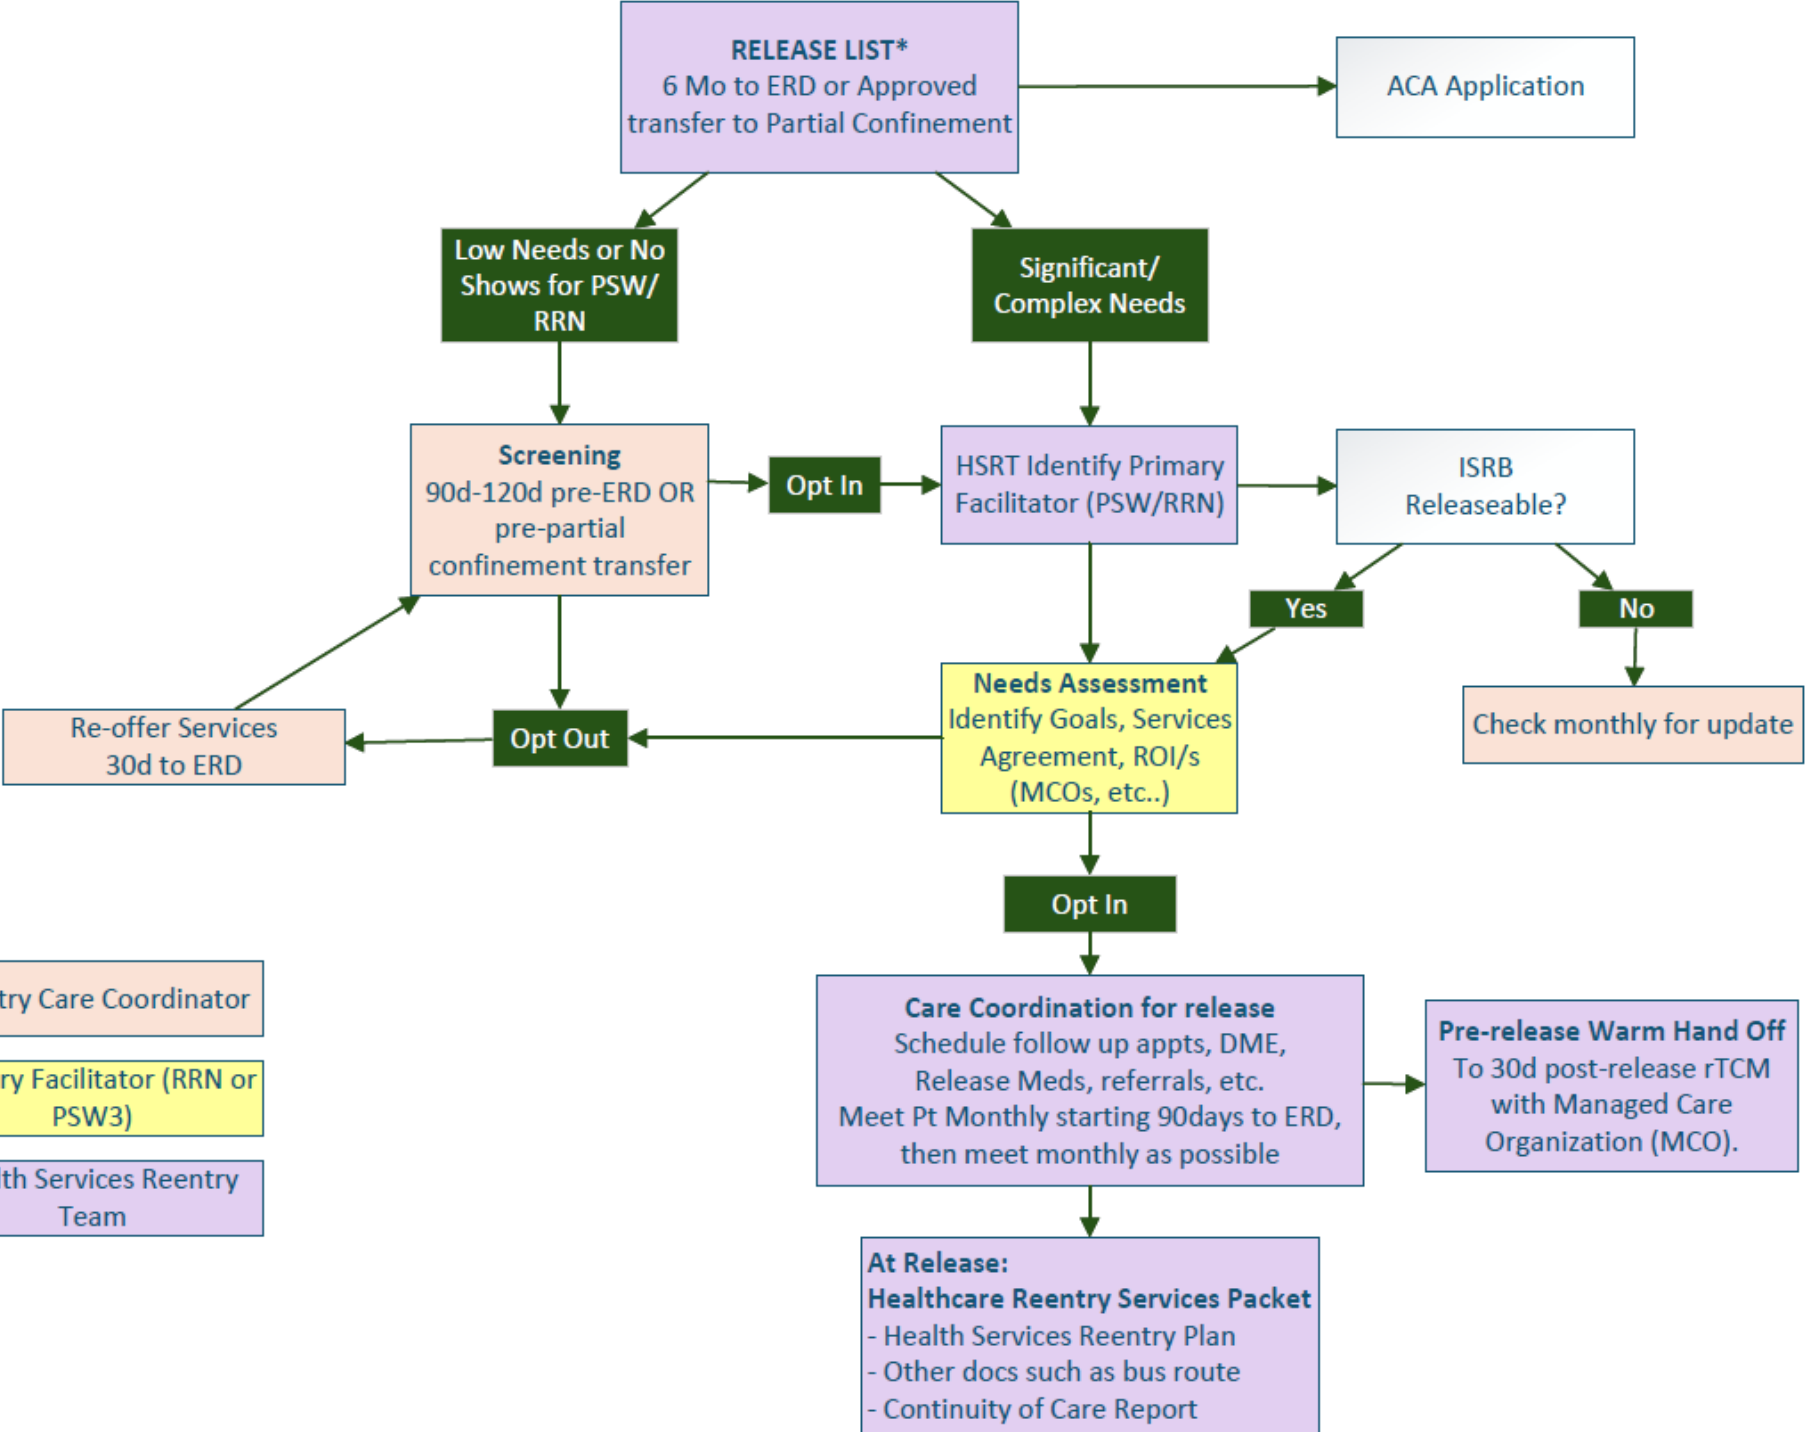 RELEASE LIST*
6 Mo to ERD or Approved
transfer to Partial Confinement
ACA Application
Low Needs or No
Shows for PSW/
RRN
Significant/
Complex Needs
Screening
90d-120d pre-ERD OR
pre-partial
confinement transfer
Opt In
HSRT Identify Primary
Facilitator (PSW/RRN)
ISRB
Releaseable?
Yes
No
Re-offer Services
30d to ERD
Opt Out
Needs Assessment
Identify Goals, Services
Agreement, ROI/s
(MCOs, etc..)
Check monthly for update
Opt In
try Care Coordinator
ry Facilitator (RRN or
PSW3)
lth Services Reentry
Team
Care Coordination for release
Schedule follow up appts, DME,
Release Meds, referrals, etc.
Meet Pt Monthly starting 90days to ERD,
then meet monthly as possible
Pre-release Warm Hand Off
To 30d post-release rTCM
with Managed Care
Organization (MCO).
At Release:
Healthcare Reentry Services Packet
- Health Services Reentry Plan
- Other docs such as bus route
- Continuity of Care Report